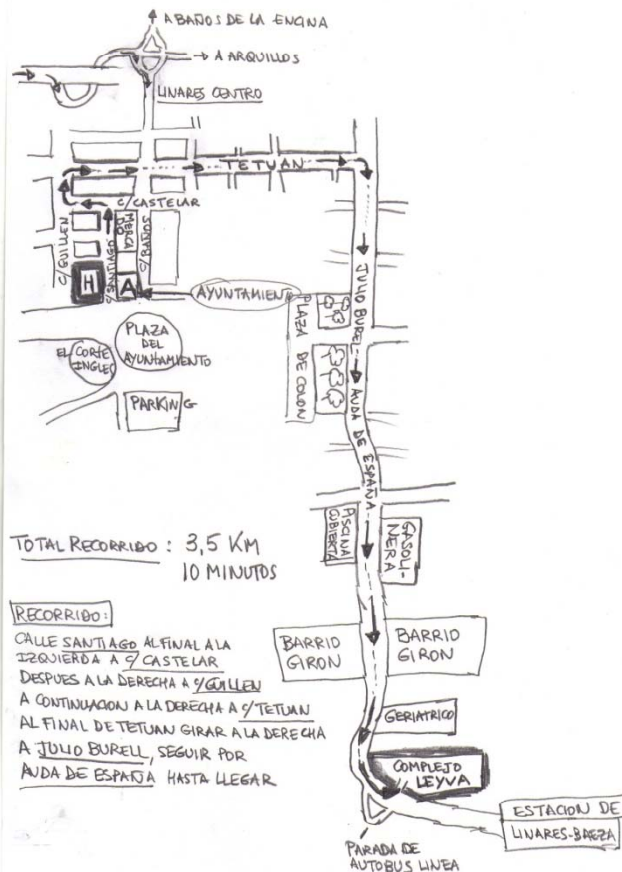 A BAÑOS DE LA ENCINA
A ARQUILLOS
LINARES CENTRO
TETUAN
C/CASTELAR
C/GUILLEN
C/SANTIAGO
MERCA
DO
C/BAÑOS
H
A
AYUNTAMIENTO
JULIO BURELL
PLAZA DE COLON
PLAZA
DEL
AYUNTAMIENTO
EL CORTE
INGLES
PARKING
AVDA DE ESPAÑA
PISCINA
CUBIERTA
GASOLI-
NERA
TOTAL RECORRIDO : 3,5 KM
10 MINUTOS
RECORRIDO:
CALLE SANTIAGO AL FINAL A LA
IZQUIERDA A C/CASTELAR
DESPUES A LA DERECHA A C/GUILLEN
A CONTINUACION A LA DERECHA A C/TETUAN
AL FINAL DE TETUAN GIRAR A LA DERECHA
A JULIO BURELL, SEGUIR POR
AVDA DE ESPAÑA HASTA LLEGAR
BARRIO
GIRON
BARRIO
GIRON
GERIATRICO
COMPLEJO
LEYVA
ESTACION DE
LINARES-BAEZA
PARADA DE
AUTOBUS LINEA